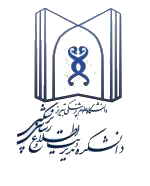 دانشگاه علوم پزشکی تبریز
دانشکده مدیریت و اطلاع رسانی پزشکی